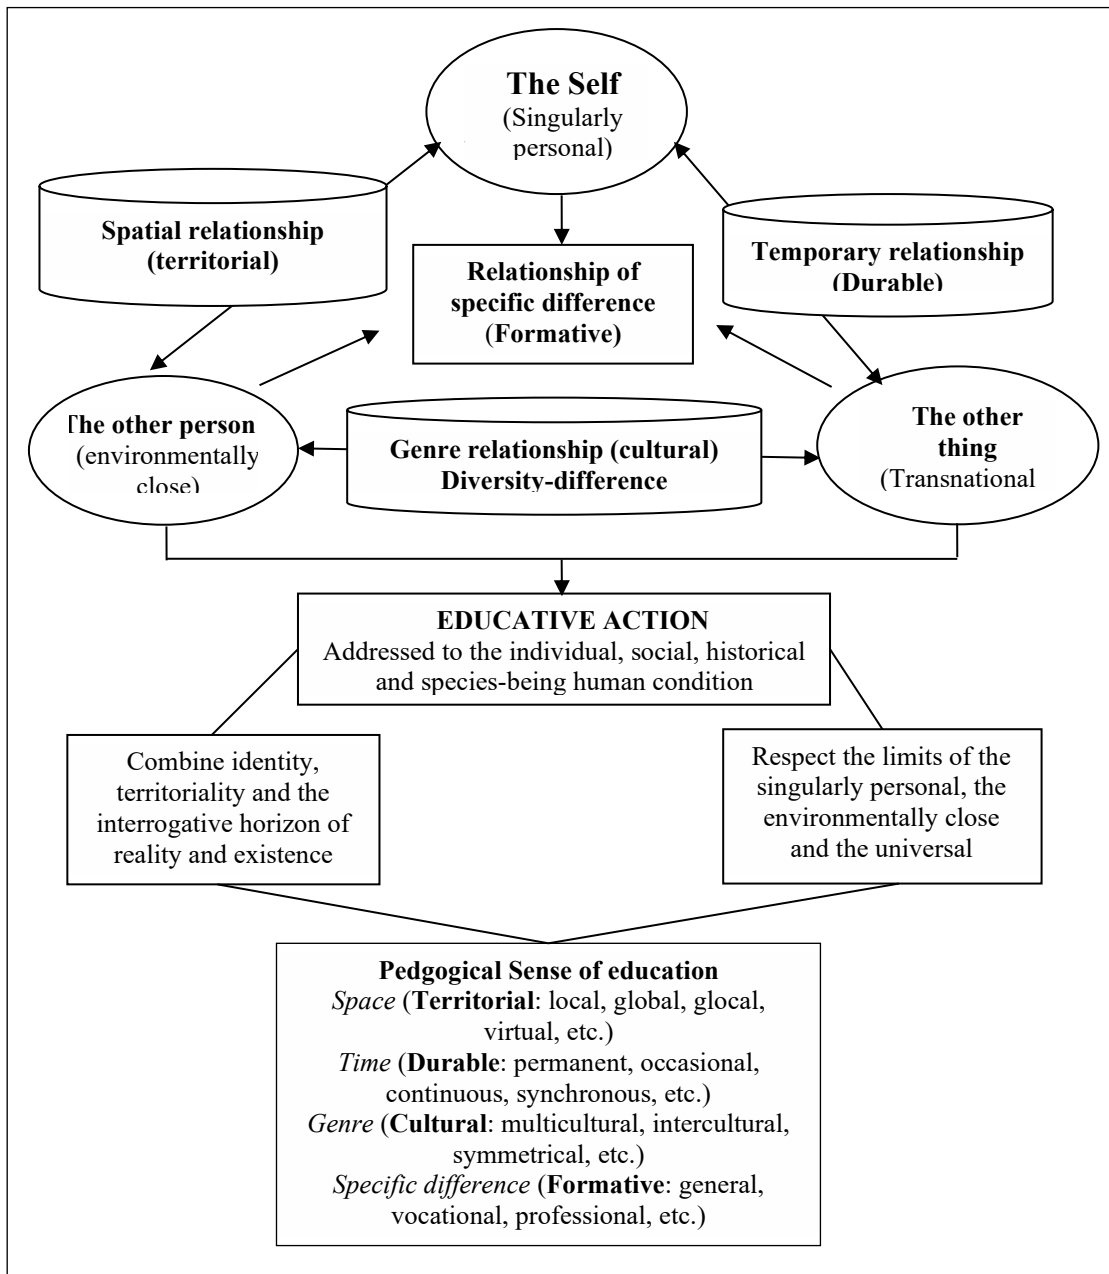 The Self
(Singularly
personal)
Spatial relationship
(territorial)
Temporary relationship
(Durable)
Relationship of
specific difference
(Formative)
The other person
(environmentally
close)
Genre relationship (cultural)
Diversity-difference
The other
thing
(Transnational
EDUCATIVE ACTION
Addressed to the individual, social, historical
and species-being human condition
Combine identity,
territoriality and the
interrogative horizon of
reality and existence
Respect the limits of the
singularly personal, the
environmentally close
and the universal
Pedgogical Sense of education
Space (Territorial: local, global, glocal,
virtual, etc.)
Time (Durable: permanent, occasional,
continuous, synchronous, etc.)
Genre (Cultural: multicultural, intercultural,
symmetrical, etc.)
Specific difference (Formative: general,
vocational, professional, etc.)